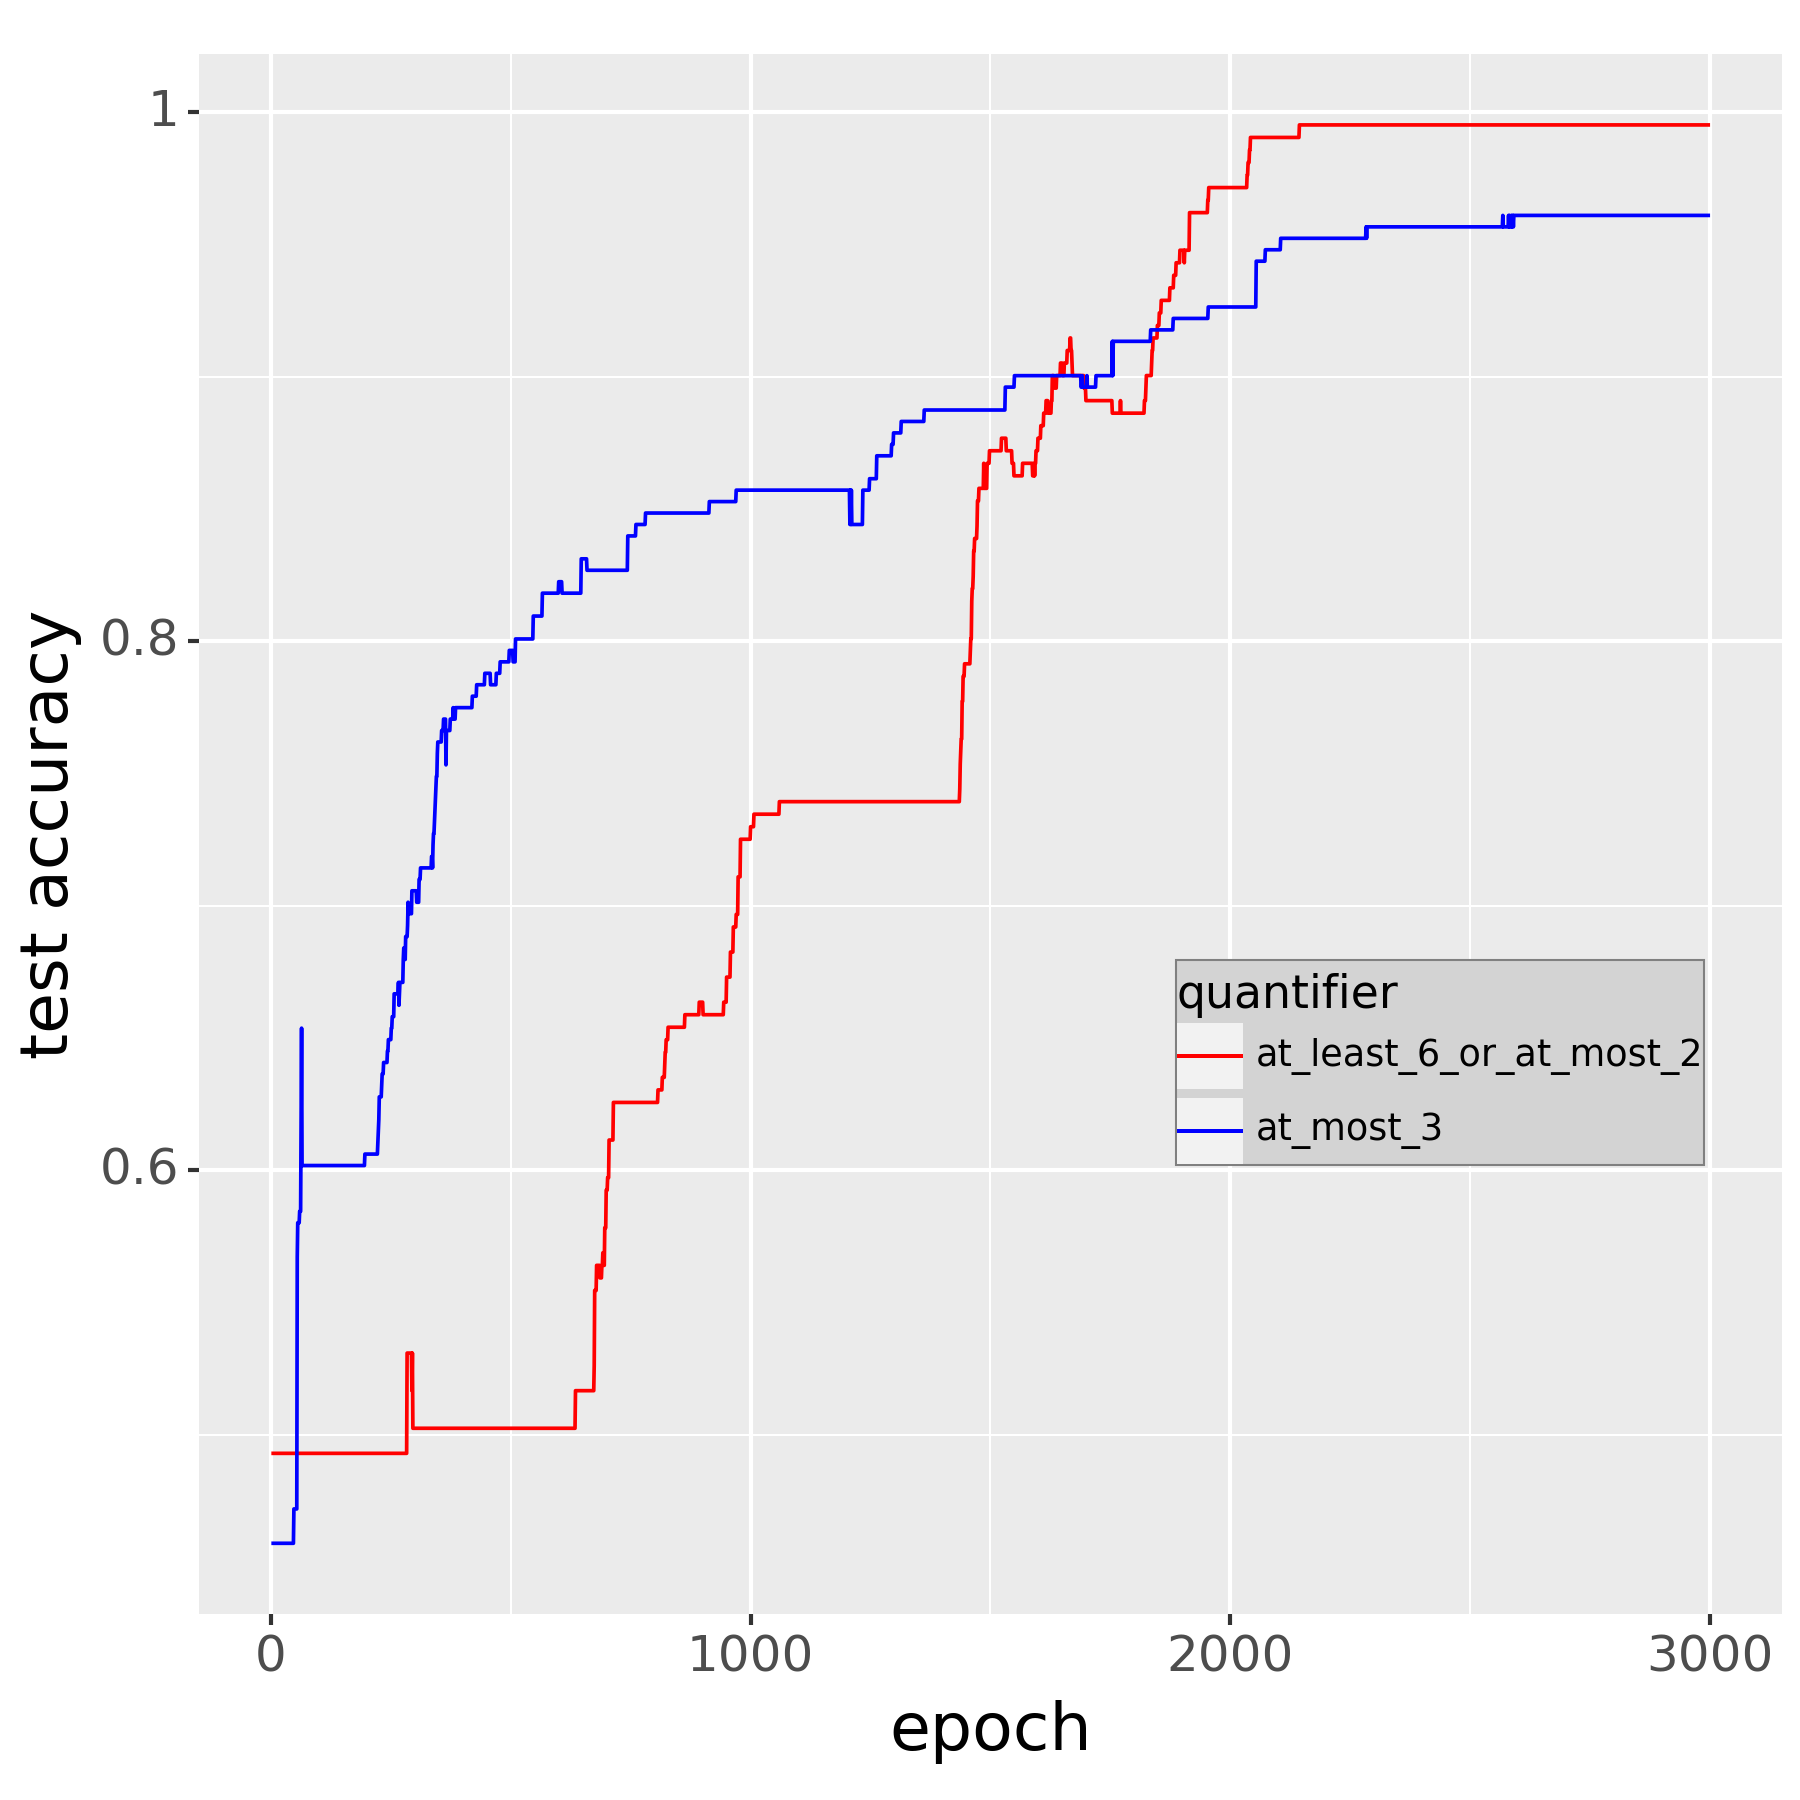 test accuracy
1
0.8
0.6
quantifier
at_least_6_or_at_most_2
at_most_3
0
1000
2000
3000
epoch